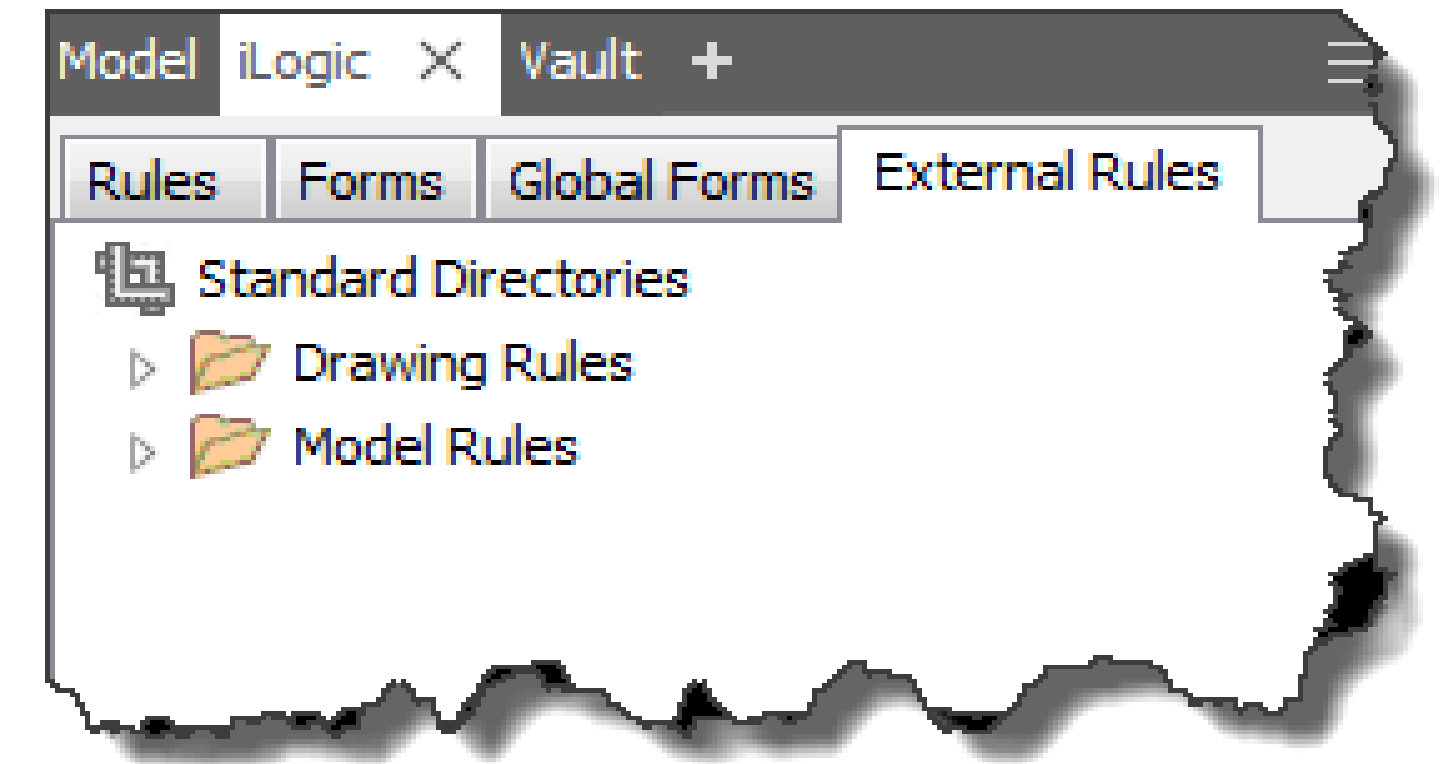 Model iLogic Vault
Rules Forms Global Forms External Rules
Standard Directories
Drawing Rules
Model Rules